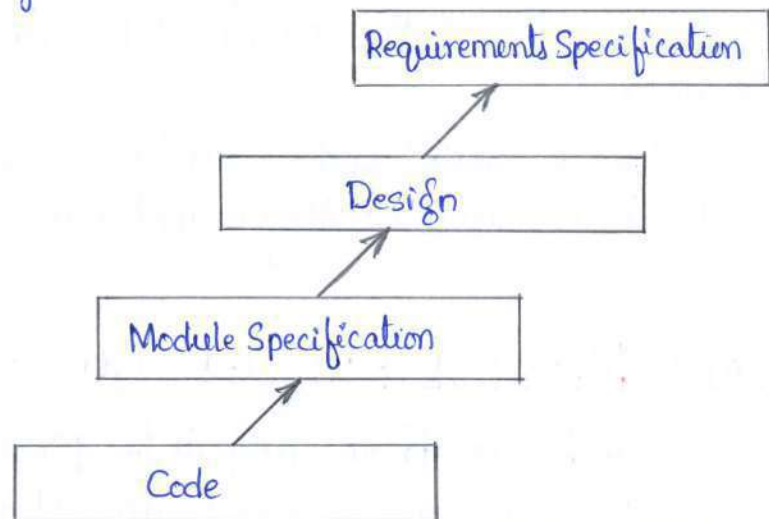 Requirements Specification
Design
Module Specification
Code